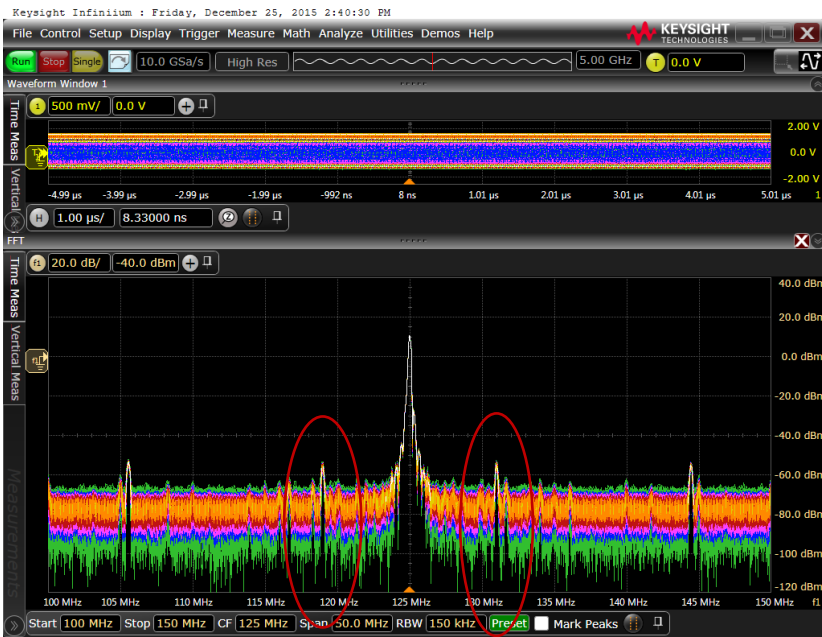 Keysight Infiniium : Friday, December 25, 2015 2:40:30 PM
File Control Setup Display Trigger Measure Math Analyze Utilities Demos Help
KEYSIGHT
TECHNOLOGIES
Run Stop Single 10.0 GSa/s High Res 5.00 GHz T 0.0 V
Waveform Window 1
Time Meas
Vertical
1 500 mV/ 0.0 V
2.00 V
0.0 V
-2.00 V
-4.99 µs -3.99 µs -2.99 µs -1.99 µs -992 ns 8 ns 1.01 µs 2.01 µs 3.01 µs 4.01 µs 5.01 µs 1
H 1.00 µs/ 8.33000 ns
FFT
Time Meas
Vertical Meas
Measurements
f1 20.0 dB/ -40.0 dBm
40.0 dBm
20.0 dBm
0.0 dBm
-20.0 dBm
-40.0 dBm
-60.0 dBm
-80.0 dBm
-100 dBm
-120 dBm
100 MHz 105 MHz 110 MHz 115 MHz 120 MHz 125 MHz 130 MHz 135 MHz 140 MHz 145 MHz 150 MHz f1
Start 100 MHz Stop 150 MHz CF 125 MHz Span 50.0 MHz RBW 150 kHz Preset Mark Peaks